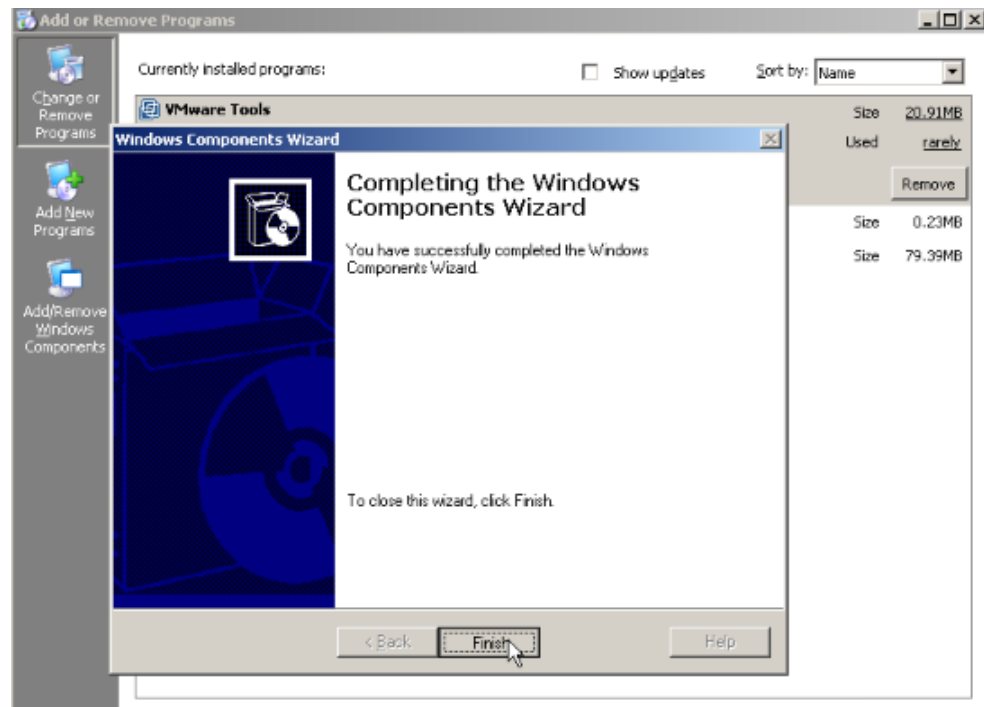 Add or Remove Programs
Change or
Remove
Programs
Add New
Programs
Add/Remove
Windows
Components
Currently installed programs:
Show updates
Sort by: Name
VMware Tools
Size 20.91MB
Used rarely
Remove
Size 0.23MB
Size 79.39MB
Windows Components Wizard
Completing the Windows
Components Wizard
You have successfully completed the Windows
Components Wizard.
To close this wizard, click Finish.
< Back
Finish
Help